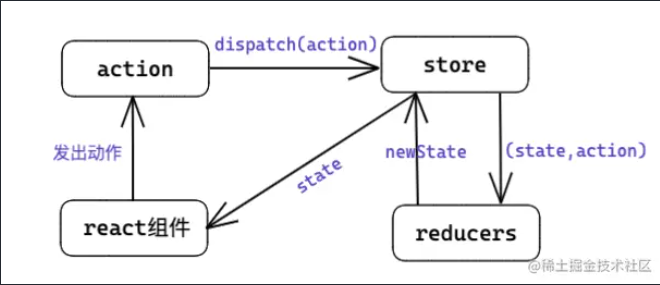 dispatch(action)
action
store
发出动作
state
newState
(state,action)
react组件
reducers
@稀土掘金技术社区